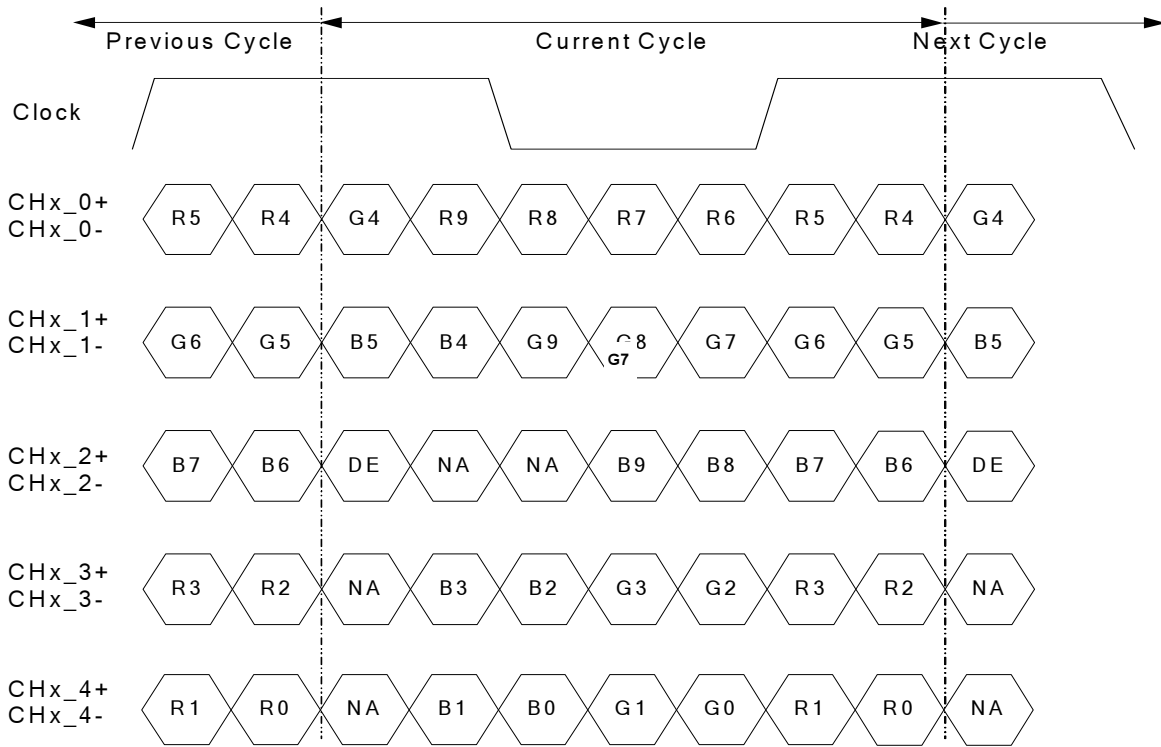 Previous Cycle Current Cycle Next Cycle
Clock
CHx_0+
CHx_0-
R5 R4 G4 R9 R8 R7 R6 R5 R4 G4
CHx_1+
CHx_1-
G6 G5 B5 B4 G9 G8 G7 G6 G5 B5
G7
CHx_2+
CHx_2-
B7 B6 DE NA NA B9 B8 B7 B6 DE
CHx_3+
CHx_3-
R3 R2 NA B3 B2 G3 G2 R3 R2 NA
CHx_4+
CHx_4-
R1 R0 NA B1 B0 G1 G0 R1 R0 NA